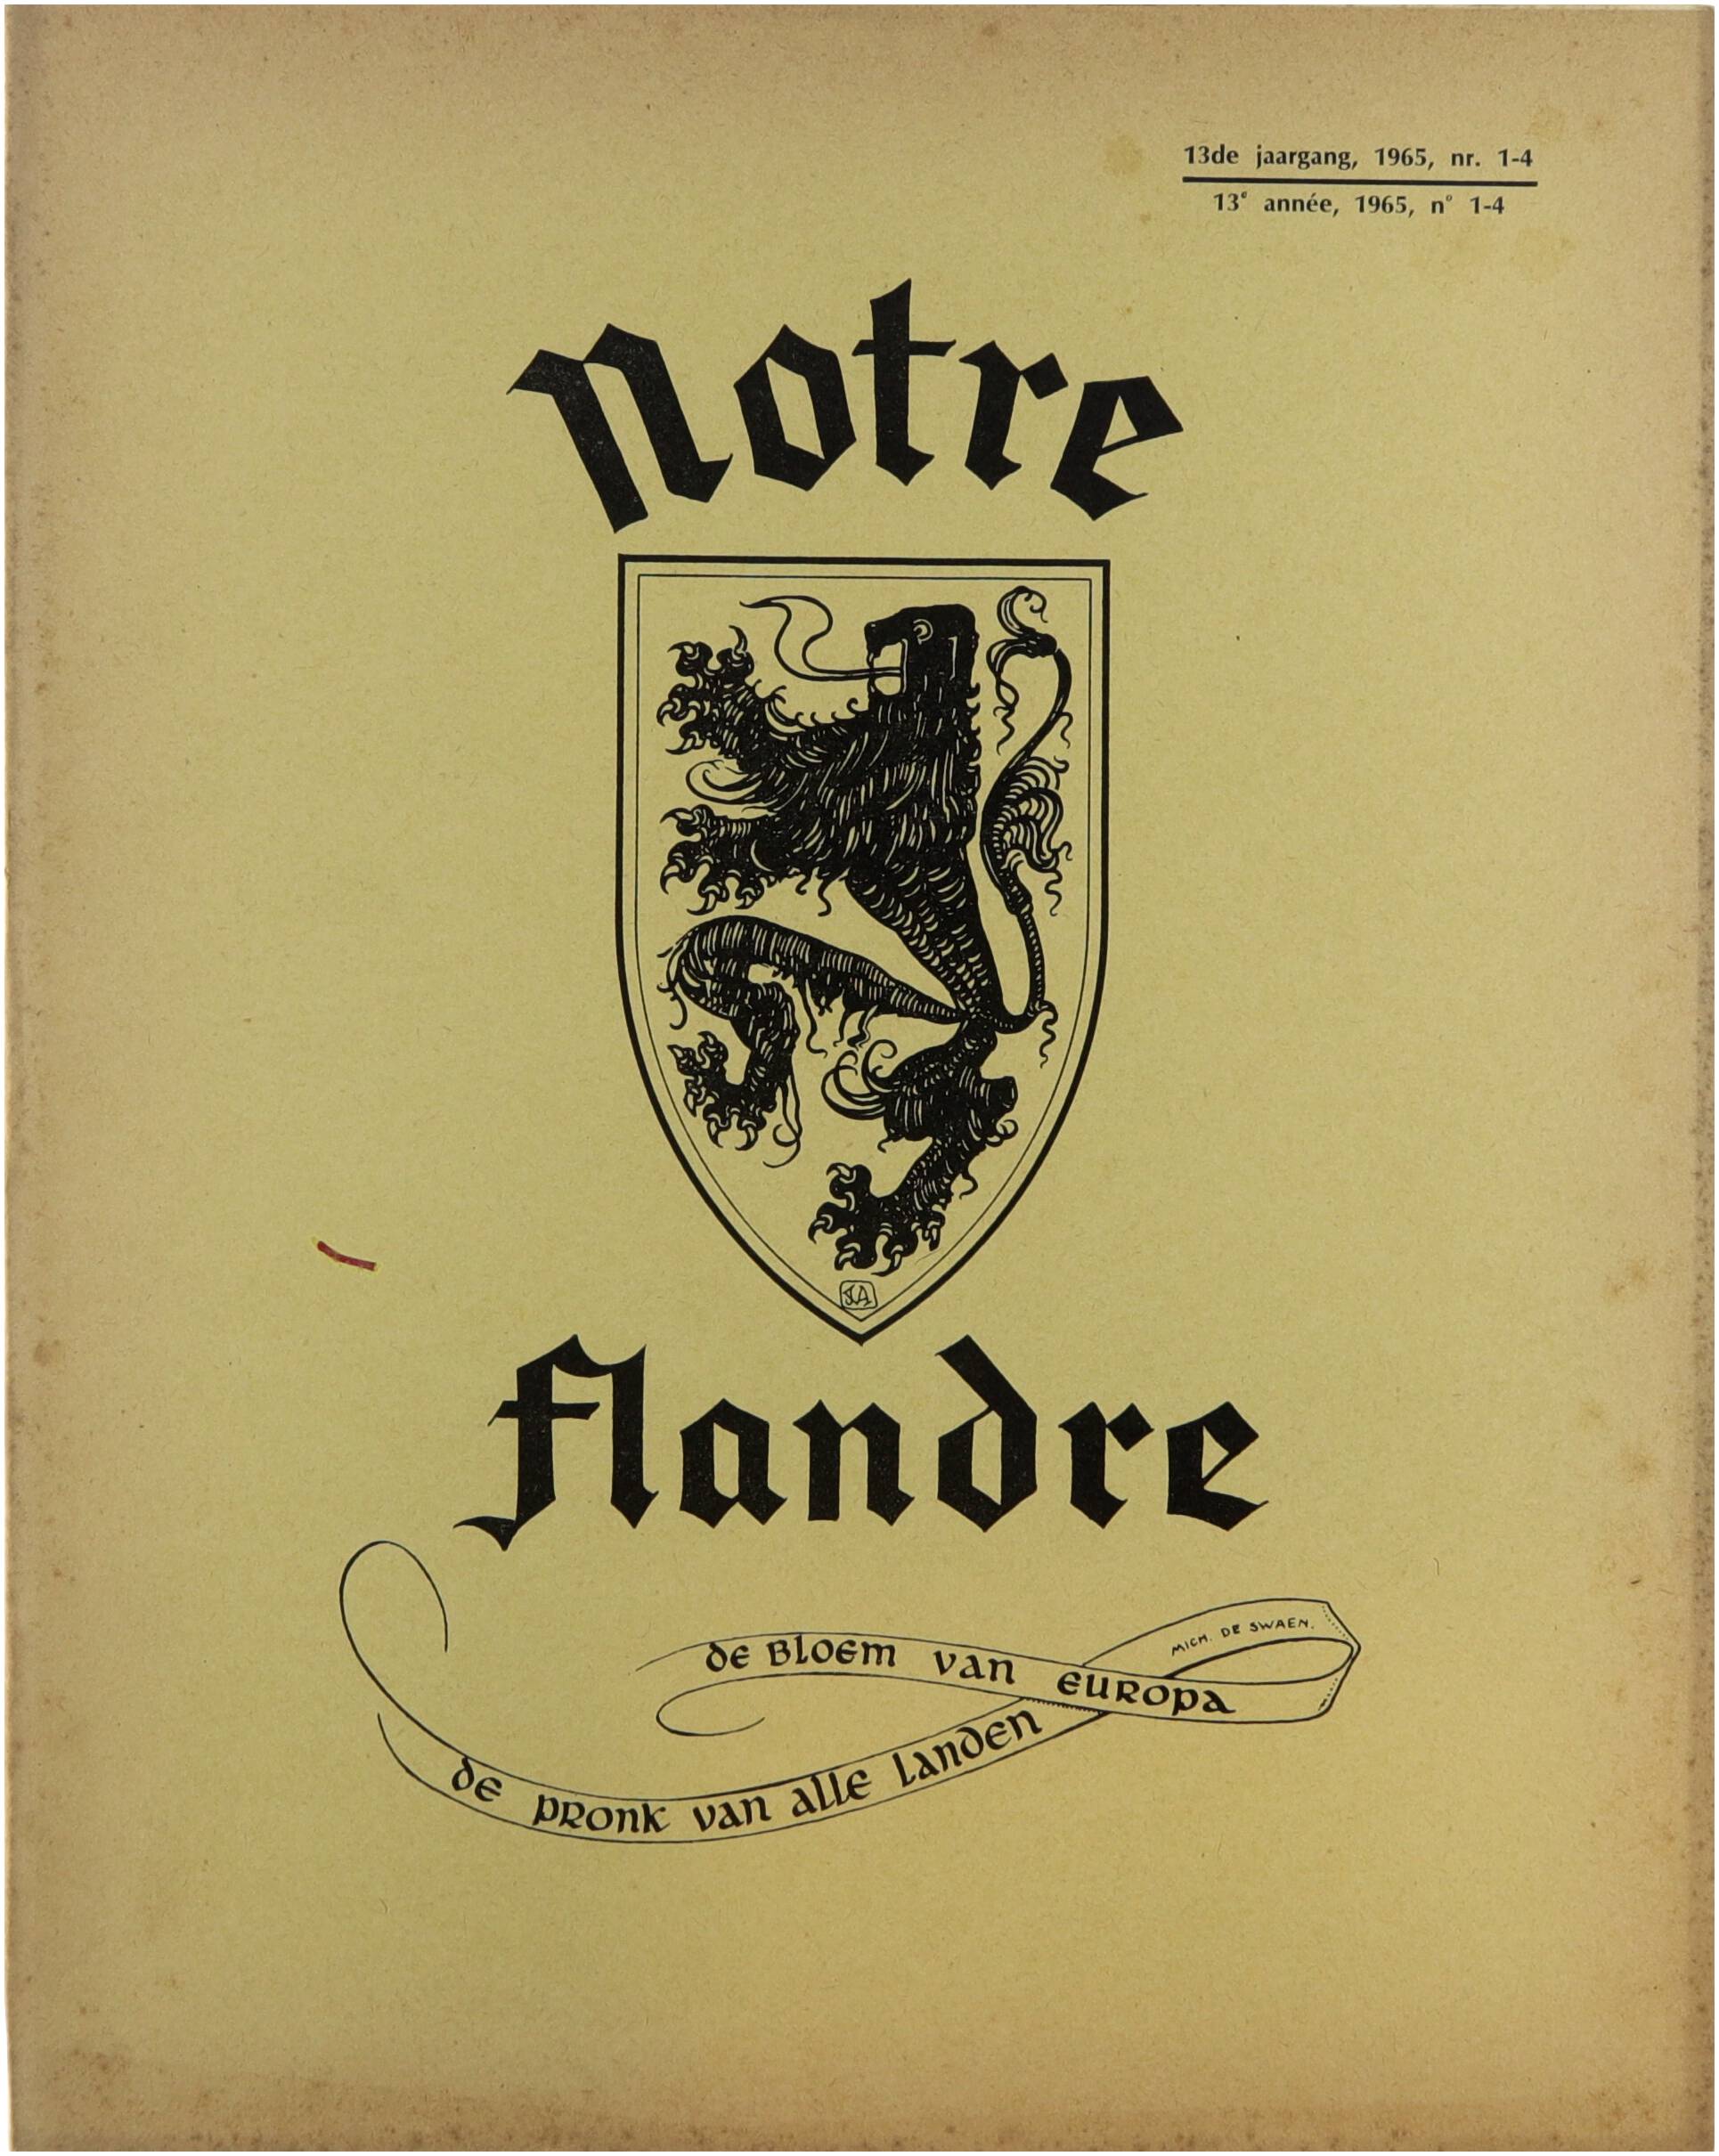 13de jaargang, 1965, nr. 1-4
13e année, 1965, n° 1-4
Notre
Flandre
DE BLOEM VAN EUROPA
MICH. DE SWAEN.
DE PRONK VAN ALLE LANDEN